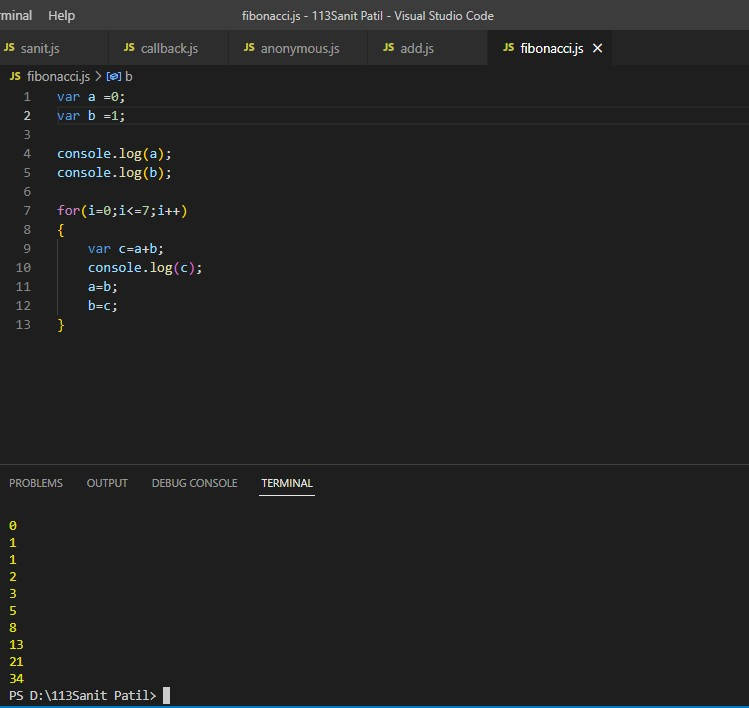 rminal Help fibonacci.js - 113Sanit Patil - Visual Studio Code
JS sanit.js JS callback.js JS anonymous.js JS add.js JS fibonacci.js ×
JS fibonacci.js > b
1 var a =0;
2 var b =1;
3
4 console.log(a);
5 console.log(b);
6
7 for(i=0;i<=7;i++)
8 {
9     var c=a+b;
10     console.log(c);
11     a=b;
12     b=c;
13 }
PROBLEMS OUTPUT DEBUG CONSOLE TERMINAL
0
1
1
2
3
5
8
13
21
34
PS D:\113Sanit Patil>